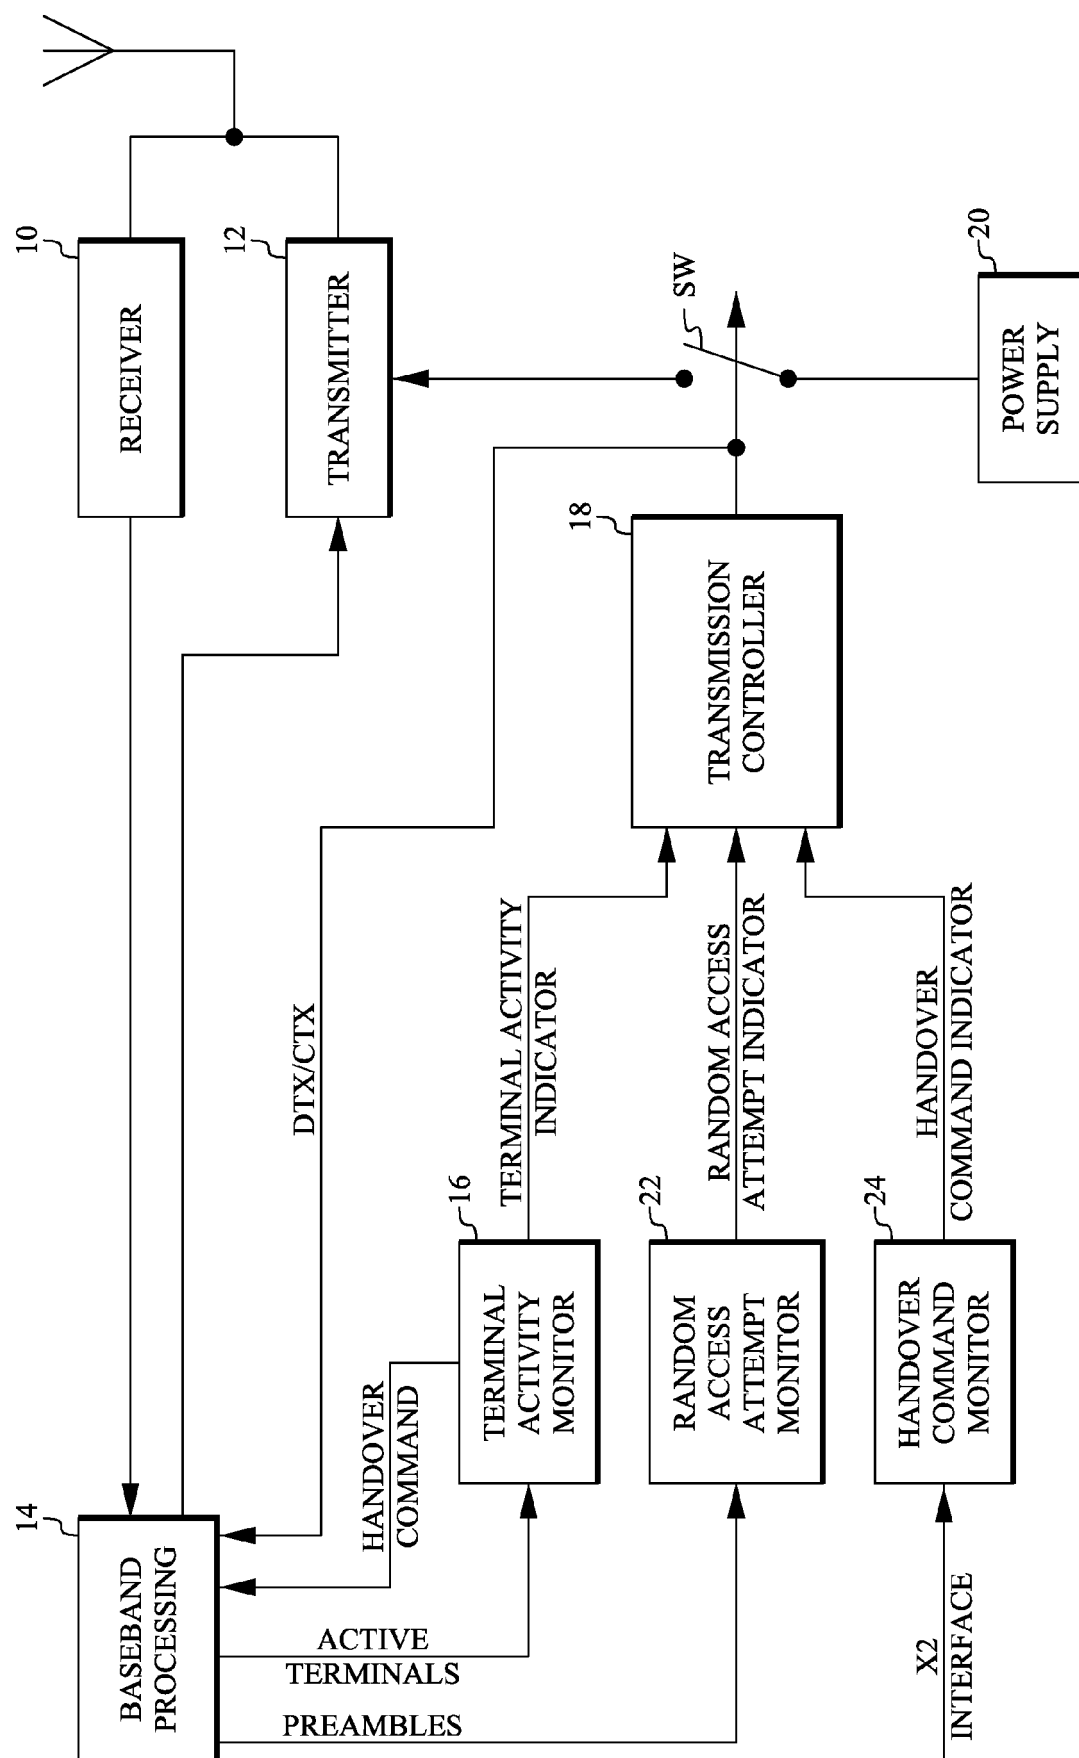 10
RECEIVER
12
TRANSMITTER
SW
20
POWER
SUPPLY
18
TRANSMISSION
CONTROLLER
DTX/CTX
TERMINAL ACTIVITY
INDICATOR
RANDOM ACCESS
ATTEMPT INDICATOR
HANDOVER
COMMAND INDICATOR
16
TERMINAL
ACTIVITY
MONITOR
22
RANDOM
ACCESS
ATTEMPT
MONITOR
24
HANDOVER
COMMAND
MONITOR
HANDOVER
COMMAND
14
BASEBAND
PROCESSING
ACTIVE
TERMINALS
PREAMBLES
X2
INTERFACE